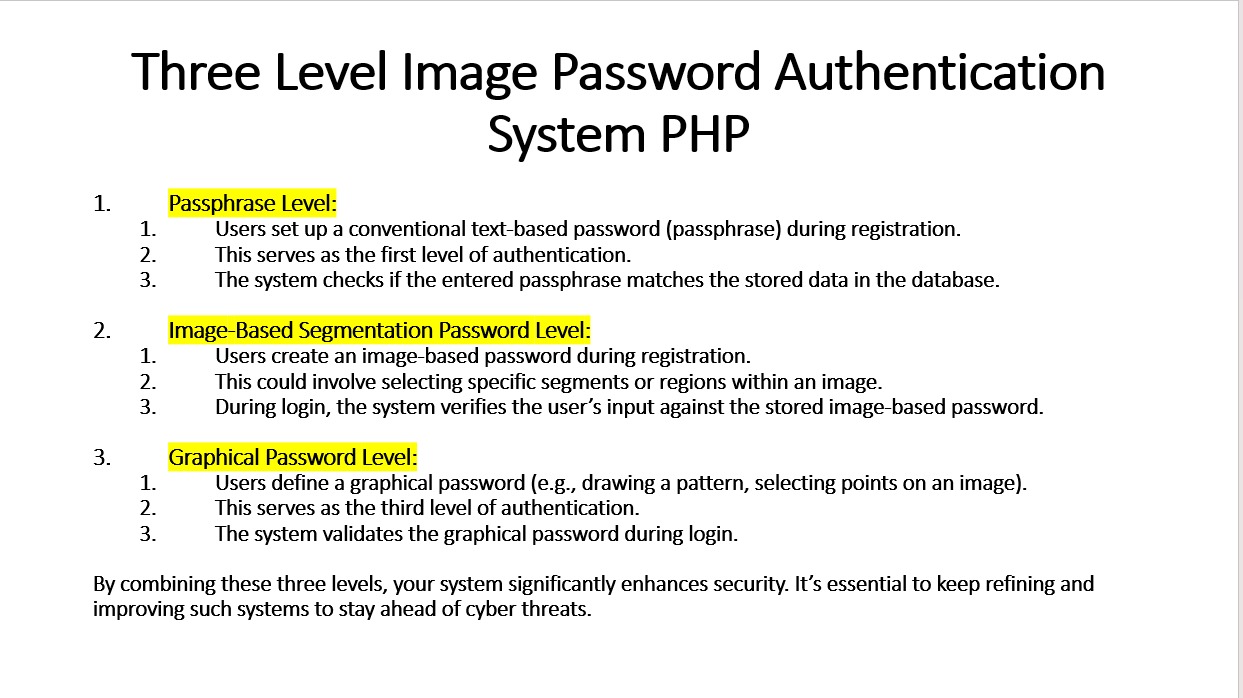 Three Level Image Password Authentication
System PHP
1. Passphrase Level:
1. Users set up a conventional text-based password (passphrase) during registration.
2. This serves as the first level of authentication.
3. The system checks if the entered passphrase matches the stored data in the database.
2. Image-Based Segmentation Password Level:
1. Users create an image-based password during registration.
2. This could involve selecting specific segments or regions within an image.
3. During login, the system verifies the user’s input against the stored image-based password.
3. Graphical Password Level:
1. Users define a graphical password (e.g., drawing a pattern, selecting points on an image).
2. This serves as the third level of authentication.
3. The system validates the graphical password during login.
By combining these three levels, your system significantly enhances security. It’s essential to keep refining and
improving such systems to stay ahead of cyber threats.